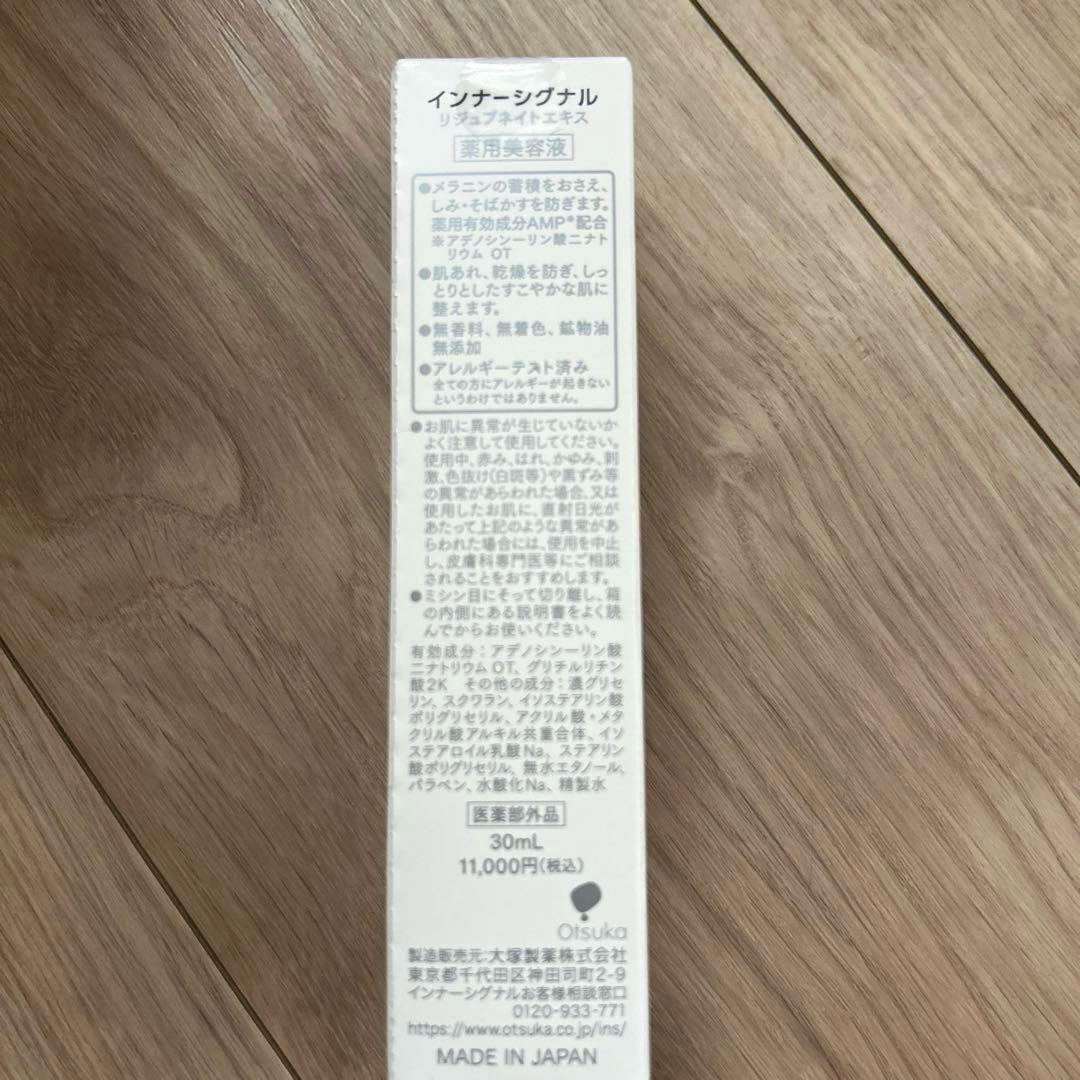 インナーシグナル
リジュブネイトエキス
薬用美容液
●メラニンの蓄積をおさえ、
しみ・そばかすを防ぎます。
薬用有効成分AMP※配合
※アデノシン一リン酸二ナト
リウム OT
●肌あれ、乾燥を防ぎ、しっ
とりとしたすこやかな肌に
整えます。
●無香料、無着色、鉱物油
無添加
●アレルギーテスト済み
全ての方にアレルギーが起きない
というわけではありません。
●お肌に異常が生じていないか
よく注意して使用してください。
使用中、赤み、はれ、かゆみ、刺
激、色抜け(白斑等)や黒ずみ等
の異常があらわれた場合、又は
使用したお肌に、直射日光が
あたって上記のような異常があ
らわれた場合には、使用を中止
し、皮膚科専門医等にご相談
されることをおすすめします。
●ミシン目にそって切り離し、箱
の内側にある説明書をよく読
んでからお使いください。
有効成分：アデノシン一リン酸
二ナトリウム OT、グリチルリチン
酸2K　その他の成分：濃グリセ
リン、スクワラン、イソステアリン酸
ポリグリセリル、アクリル酸・メタ
クリル酸アルキル共重合体、イソ
ステアロイル乳酸Na、ステアリン
酸ポリグリセリル、無水エタノール、
パラベン、水酸化Na、精製水
医薬部外品
30mL
11,000円(税込)
Otsuka
製造販売元:大塚製薬株式会社
東京都千代田区神田司町2-9
インナーシグナルお客様相談窓口
0120-933-771
https://www.otsuka.co.jp/ins/
MADE IN JAPAN